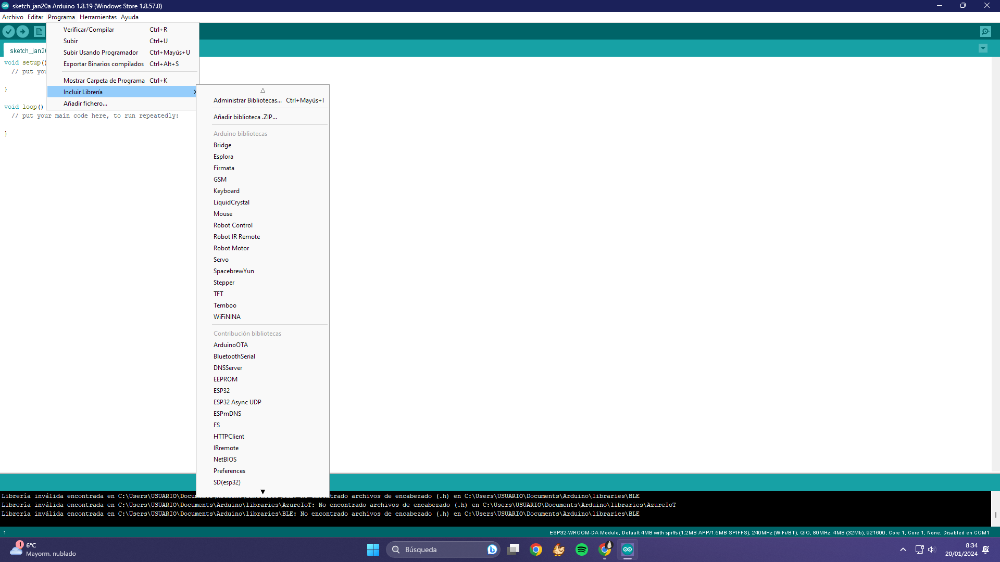 sketch_jan20a Arduino 1.8.19 (Windows Store 1.8.57.0)
Archivo Editar Programa Herramientas Ayuda
Verificar/Compilar Ctrl+R
Subir Ctrl+U
Subir Usando Programador Ctrl+Mayús+U
Exportar Binarios compilados Ctrl+Alt+S
Mostrar Carpeta de Programa Ctrl+K
Incluir Librería
Añadir fichero...
sketch_jan20
void setup()
// put you
}
void loop()
// put your main code here, to run repeatedly:
}
Administrar Bibliotecas... Ctrl+Mayús+I
Añadir biblioteca .ZIP...
Arduino bibliotecas
Bridge
Esplora
Firmata
GSM
Keyboard
LiquidCrystal
Mouse
Robot Control
Robot IR Remote
Robot Motor
Servo
SpacebrewYun
Stepper
TFT
Temboo
WiFiNINA
Contribución bibliotecas
ArduinoOTA
BluetoothSerial
DNSServer
EEPROM
ESP32
ESP32 Async UDP
ESPmDNS
FS
HTTPClient
IRremote
NetBIOS
Preferences
SD(esp32)
Librería inválida encontrada en C:\Users\USUARIO\Docum ntrado archivos de encabezado (.h) en C:\Users\USUARIO\Documents\Arduino\libraries\BLE
Librería inválida encontrada en C:\Users\USUARIO\Documents\Arduino\libraries\AzureIoT: No encontrado archivos de encabezado (.h) en C:\Users\USUARIO\Documents\Arduino\libraries\AzureIoT
Librería inválida encontrada en C:\Users\USUARIO\Documents\Arduino\libraries\BLE: No encontrado archivos de encabezado (.h) en C:\Users\USUARIO\Documents\Arduino\libraries\BLE
1 ESP32-WROOM-DA Module, Default 4MB with spiffs (1.2MB APP/1.5MB SPIFFS), 240MHz (WiFi/BT), QIO, 80MHz, 4MB (32Mb), 921600, Core 1, Core 1, None, Disabled en COM1
1
6°C
Mayorm. nublado
Búsqueda
8:34
20/01/2024